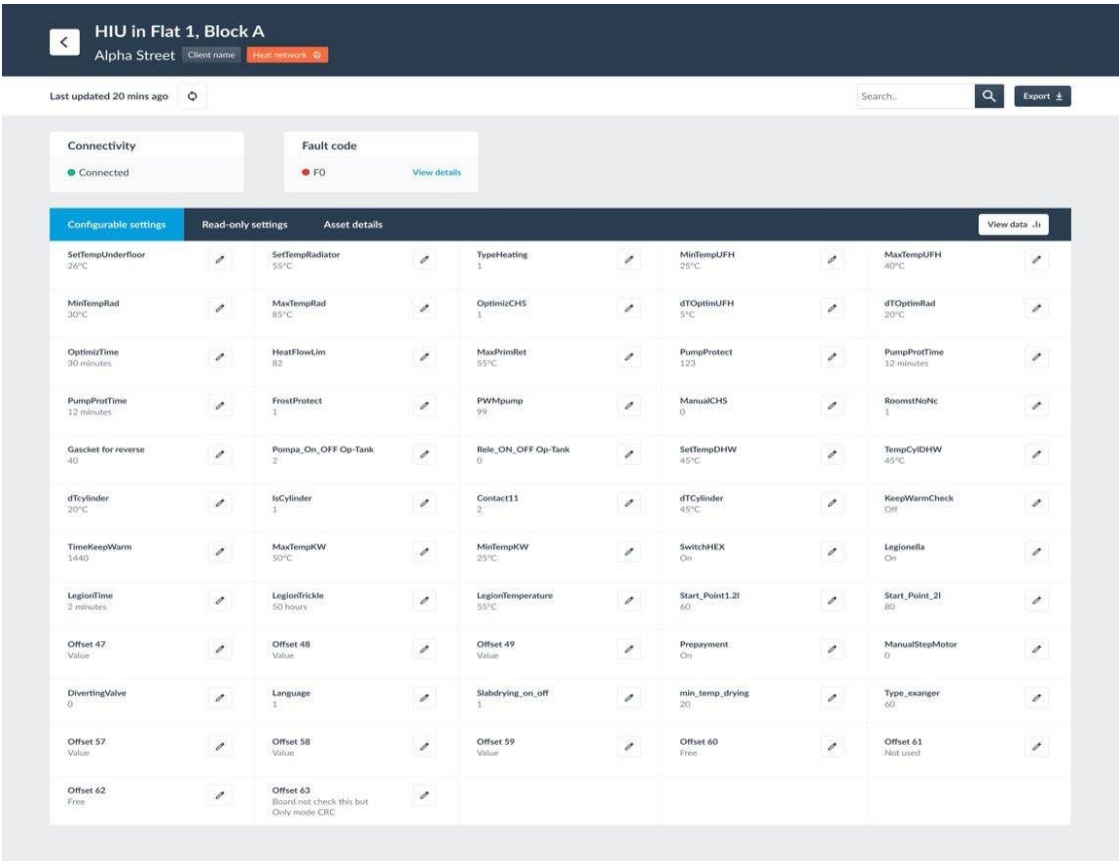 HIU in Flat 1, Block A
Alpha Street Client name Heat network
Last updated 20 mins ago Search.. Export
Connectivity Fault code
Connected F0 View details
Configurable settings Read-only settings Asset details View data
SetTempUnderfloor SetTempRadiator TypeHeating MinTempUFH MaxTempUFH
26°C 55°C 1 25°C 40°C
MinTempRad MaxTempRad OptimizCHS dTOptimUFH dTOptimRad
30°C 85°C 1 5°C 20°C
OptimizTime HeatFlowLim MaxPrimRet PumpProtect PumpProtTime
30 minutes 82 55°C 123 12 minutes
PumpProtTime FrostProtect PWMpump ManualCHS RoomstNoNc
12 minutes 1 99 0 1
Gascket for reverse Pompa_On_OFF Op-Tank Rele_ON_OFF Op-Tank SetTempDHW TempCylDHW
40 2 0 45°C 45°C
dTcylinder IsCylinder Contact11 dTCylinder KeepWarmCheck
20°C 1 2 45°C Off
TimeKeepWarm MaxTempKW MinTempKW SwitchHEX Legionella
1440 50°C 25°C On On
LegionTime LegionTrickle LegionTemperature Start_Point1.2l Start_Point_2l
2 minutes 50 hours 55°C 60 80
Offset 47 Offset 48 Offset 49 Prepayment ManualStepMotor
Value Value Value On 0
DivertingValve Language Slabdrying_on_off min_temp_drying Type_exanger
0 1 1 20 60
Offset 57 Offset 58 Offset 59 Offset 60 Offset 61
Value Value Value Free Not used
Offset 62 Offset 63
Free Board not check this but
Only mode CRC